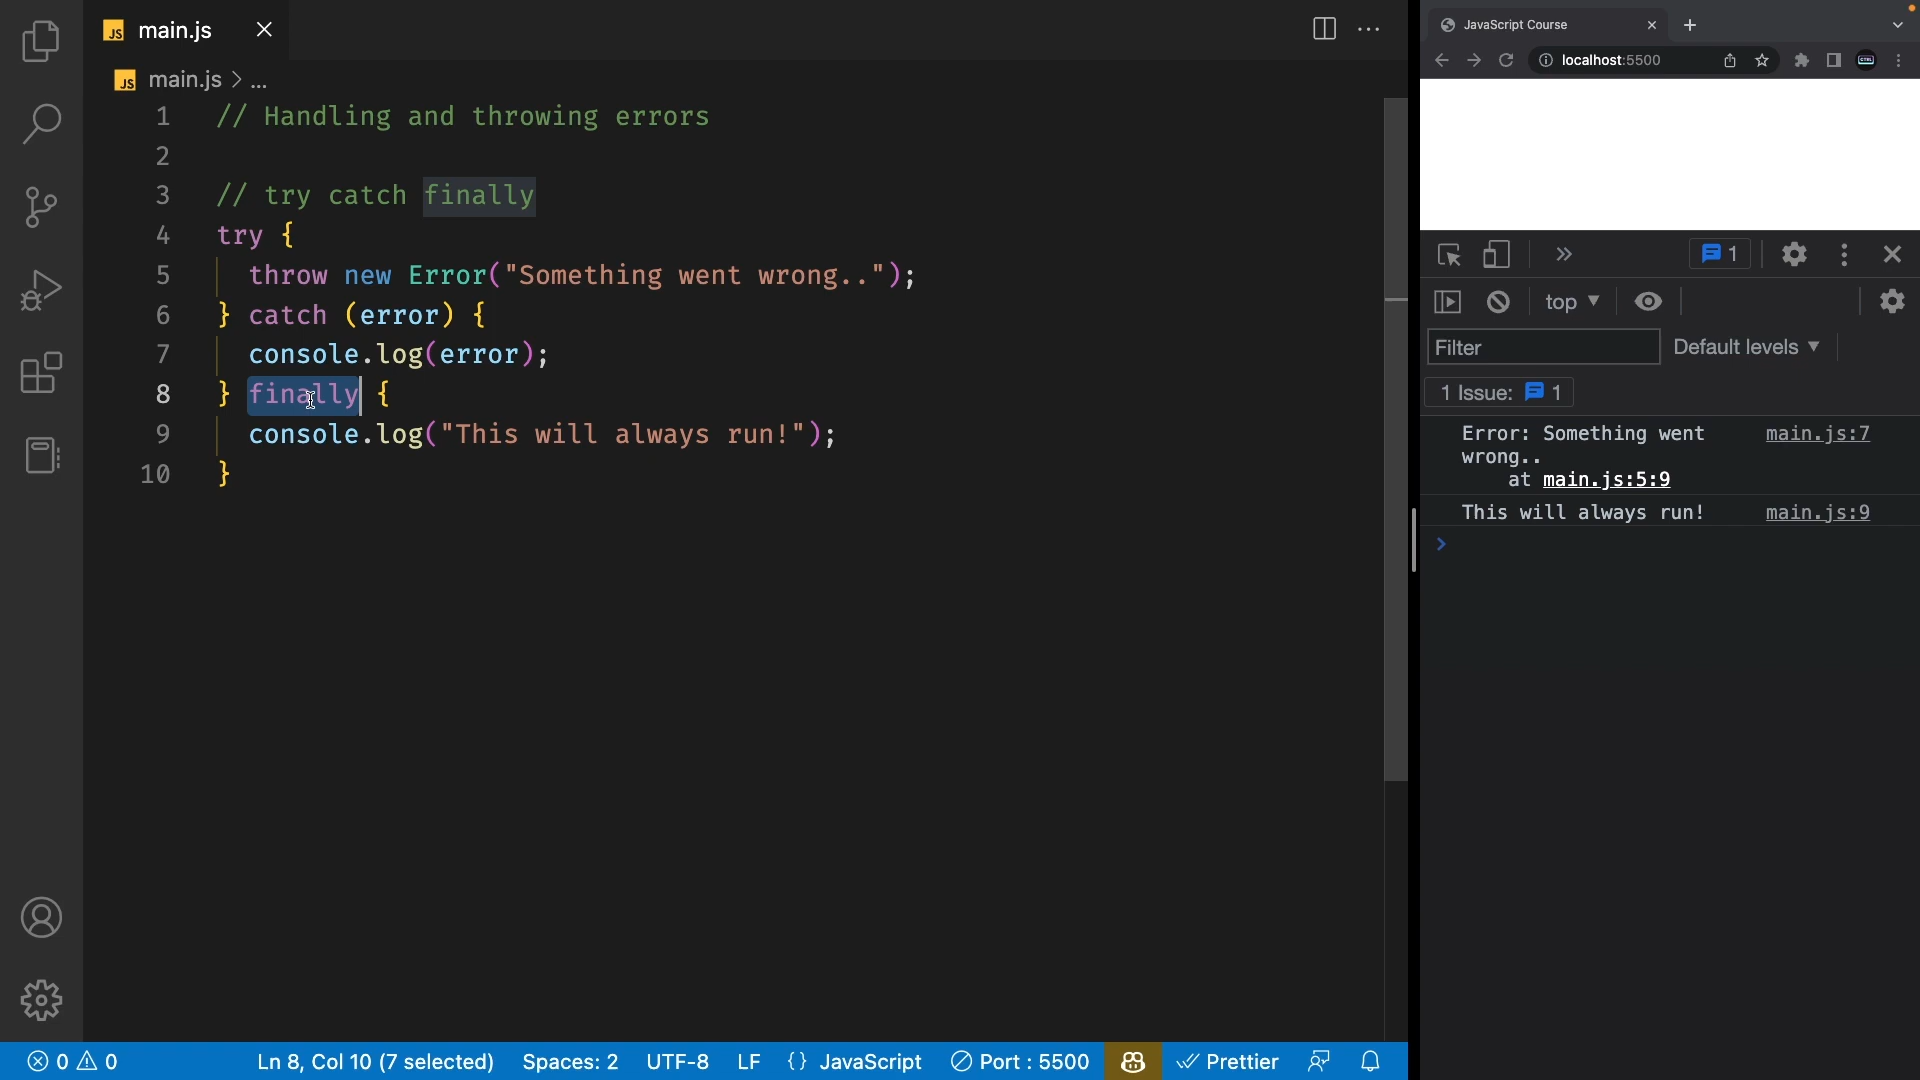 JS main.js
JS main.js > ...
1 // Handling and throwing errors
2
3 // try catch finally
4 try {
5 throw new Error("Something went wrong..");
6 } catch (error) {
7 console.log(error);
8 } finally {
9 console.log("This will always run!");
10 }
0 0 Ln 8, Col 10 (7 selected) Spaces: 2 UTF-8 LF {} JavaScript Port : 5500 Prettier
JavaScript Course
localhost:5500
1
top
Filter Default levels
1 Issue: 1
Error: Something went main.js:7
wrong..
at main.js:5:9
This will always run! main.js:9